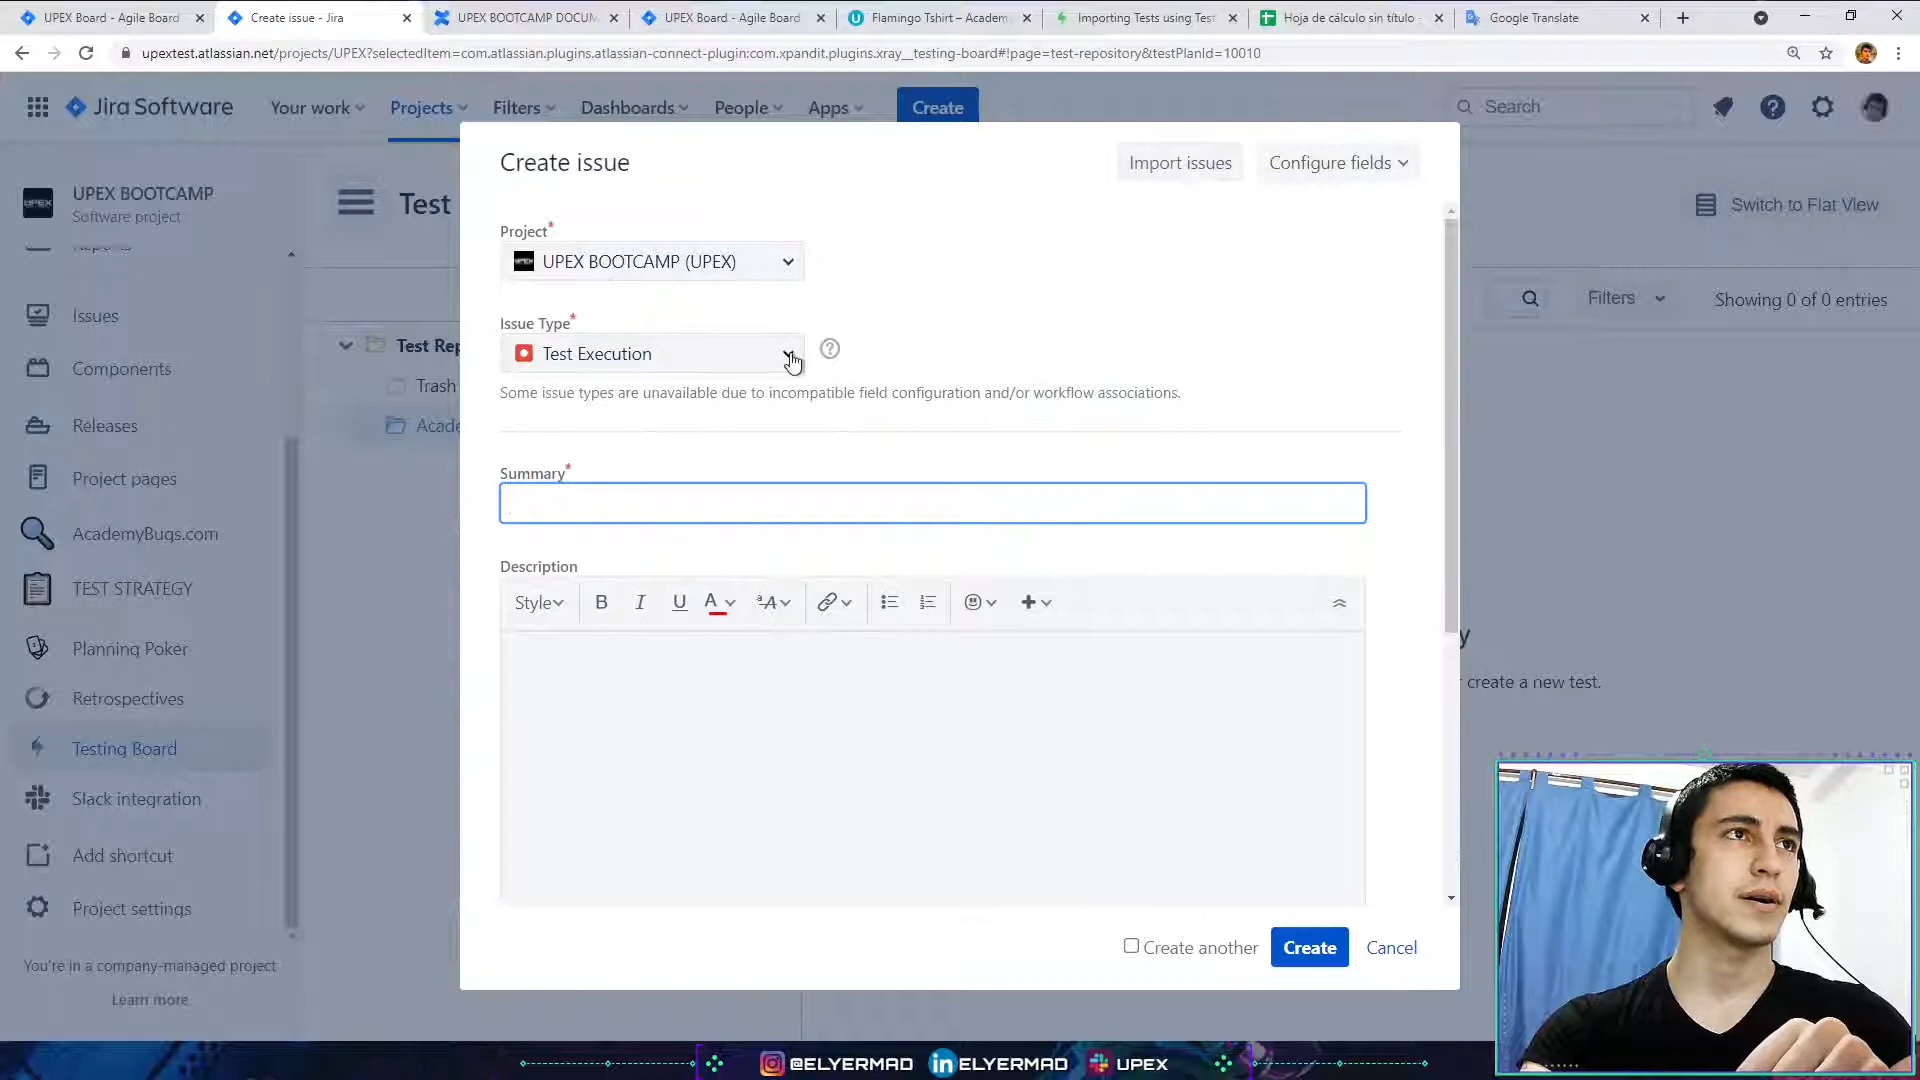 UPEX Board - Agile Board
Create issue - Jira
UPEX BOOTCAMP DOCUM
UPEX Board - Agile Board
Flamingo Tshirt – Academ
Importing Tests using Test
Hoja de cálculo sin título -
Google Translate
upextest.atlassian.net/projects/UPEX?selectedItem=com.atlassian.plugins.atlassian-connect-plugin:com.xpandit.plugins.xray__testing-board#!page=test-repository&testPlanId=10010
Jira Software
Your work
Projects
Filters
Dashboards
People
Apps
Create
Search
UPEX BOOTCAMP
Software project
Reports
Issues
Components
Releases
Project pages
AcademyBugs.com
TEST STRATEGY
Planning Poker
Retrospectives
Testing Board
Slack integration
Add shortcut
Project settings
You're in a company-managed project
Learn more
Test
Switch to Flat View
Filters
Showing 0 of 0 entries
Test Rep
Trash
Acade
y
create a new test.
Create issue
Import issues
Configure fields
Project*
UPEX BOOTCAMP (UPEX)
Issue Type*
Test Execution
Some issue types are unavailable due to incompatible field configuration and/or workflow associations.
Summary*
Description
Style
B
I
U
A
Create another
Create
Cancel
@ELYERMAD
in ELYERMAD
UPEX